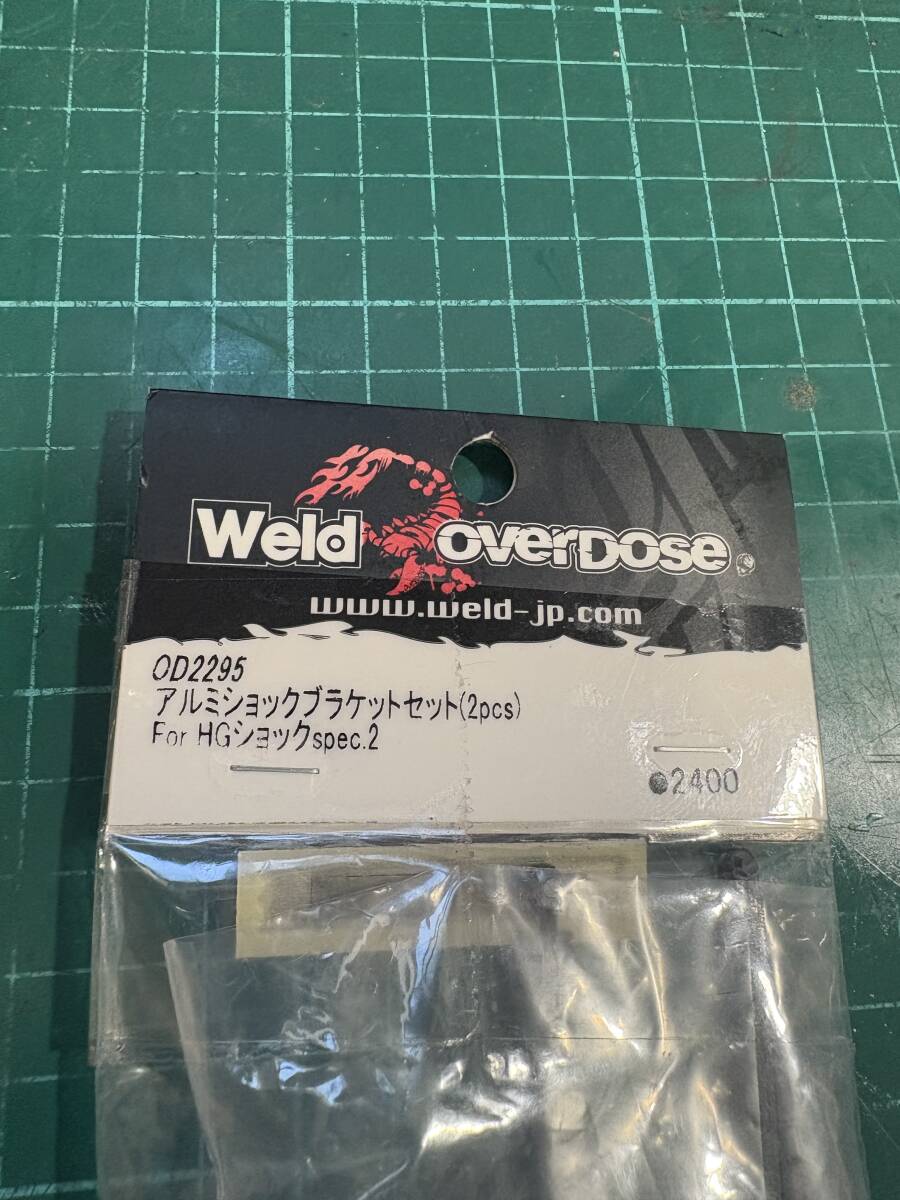 Weld OVERDOSE
www.weld-jp.com
OD2295
アルミショックブラケットセット(2pcs)
For HGショックspec.2
●2400